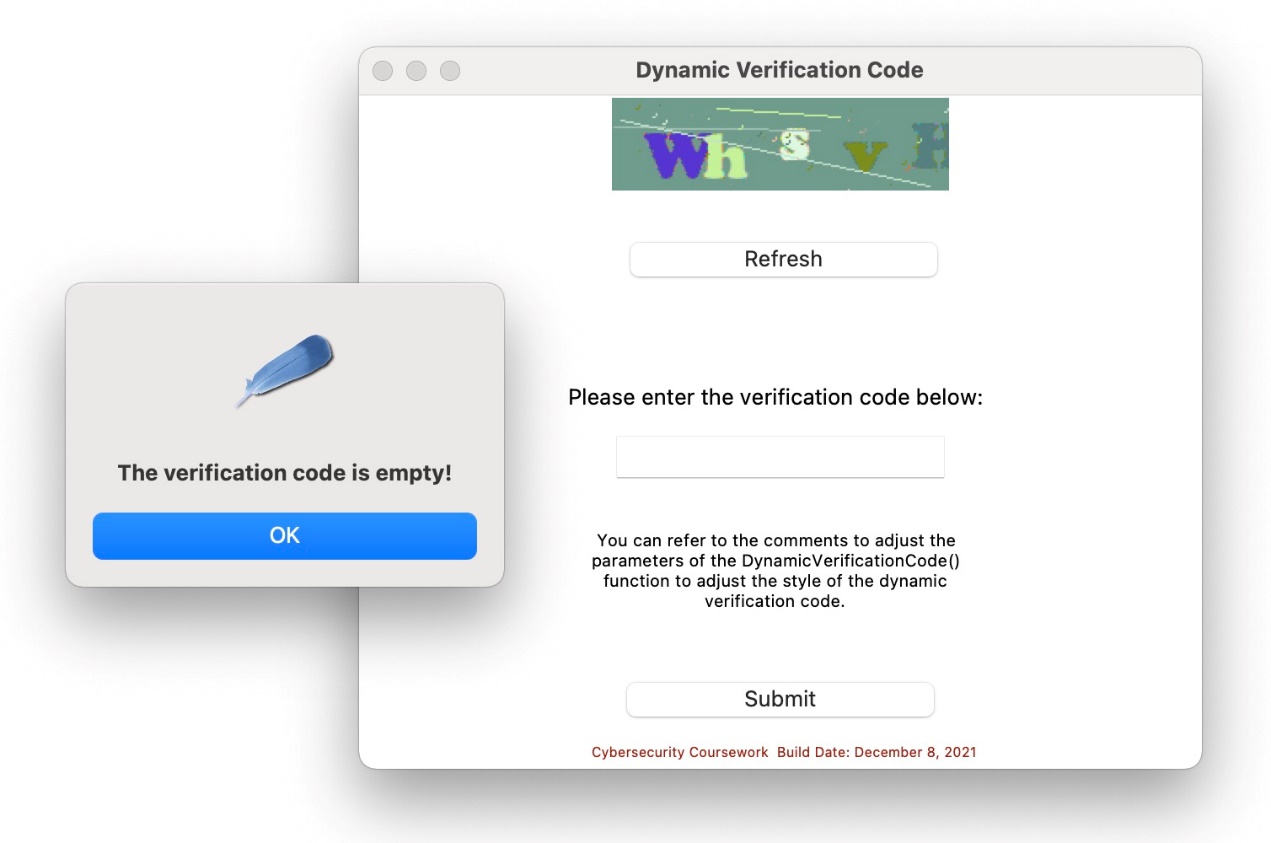 Dynamic Verification Code
Wh S v H
Refresh
Please enter the verification code below:
You can refer to the comments to adjust the
parameters of the DynamicVerificationCode()
function to adjust the style of the dynamic
verification code.
Submit
Cybersecurity Coursework Build Date: December 8, 2021
The verification code is empty!
OK